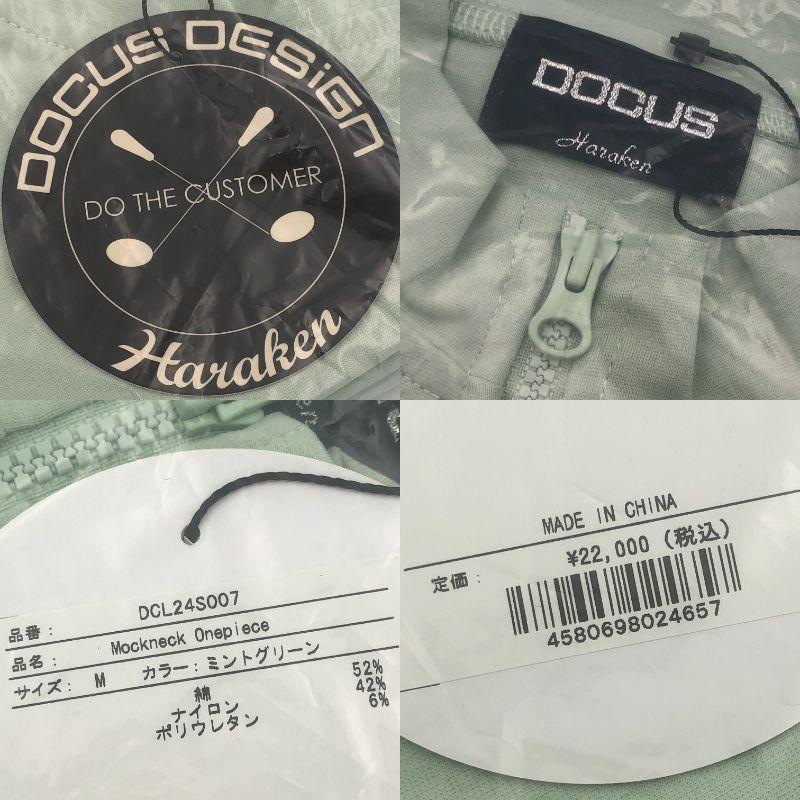 DOCUS DESIGN
DO THE CUSTOMER
Haraken
DOCUS
Haraken
品番： DCL24S007
品名： Mockneck Onepiece
サイズ： M カラー：ミントグリーン
綿 52%
ナイロン 42%
ポリウレタン 6%
MADE IN CHINA
定価： ¥22,000（税込）
4580698024657